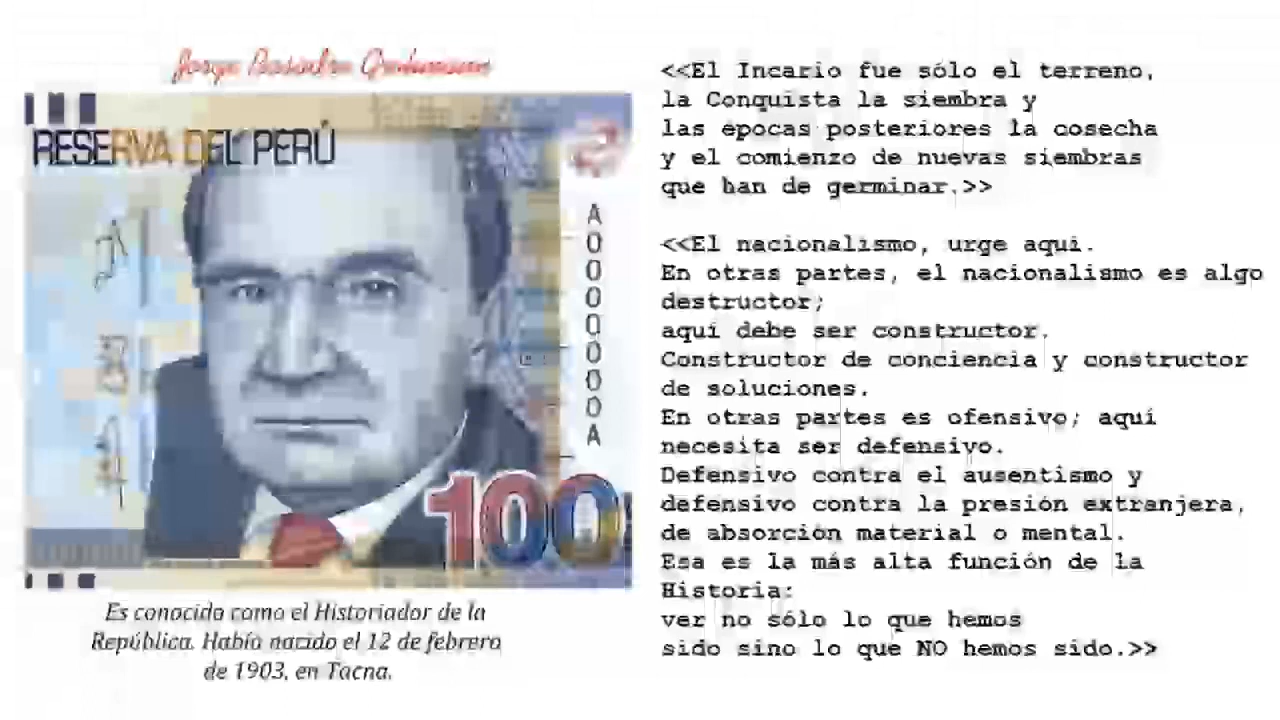 Jorge Basadre Grohmann
RESERVA DEL PERÚ
A0000000A
100
Es conocido como el Historiador de la
República. Había nacido el 12 de febrero
de 1903, en Tacna.
<<El Incario fue sólo el terreno,
la Conquista la siembra y
las épocas posteriores la cosecha
y el comienzo de nuevas siembras
que han de germinar.>>
<<El nacionalismo, urge aquí.
En otras partes, el nacionalismo es algo
destructor;
aquí debe ser constructor.
Constructor de conciencia y constructor
de soluciones.
En otras partes es ofensivo; aquí
necesita ser defensivo.
Defensivo contra el ausentismo y
defensivo contra la presión extranjera,
de absorción material o mental.
Esa es la más alta función de la
Historia:
ver no sólo lo que hemos
sido sino lo que NO hemos sido.>>